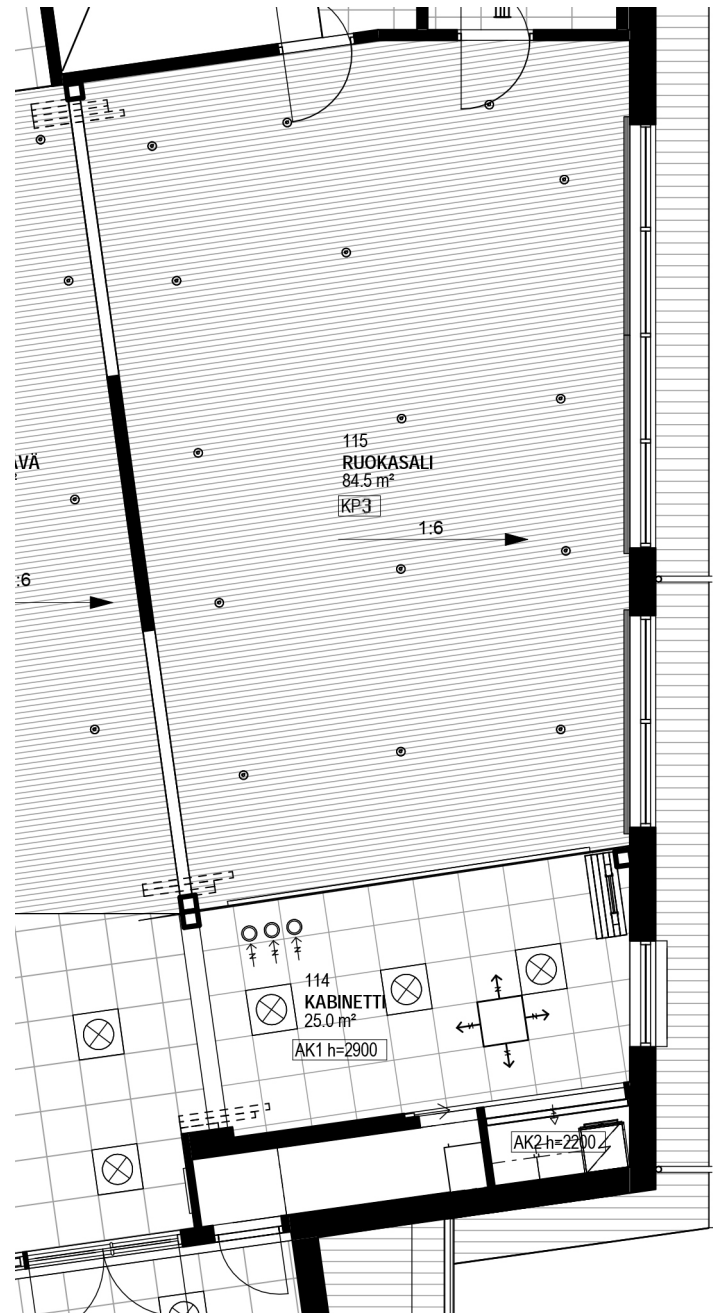 115
RUOKASALI
84.5 m²
KP3
1:6
114
KABINETTI
25.0 m²
AK1 h=2900
AK2 h=2200
AVÄ
:6